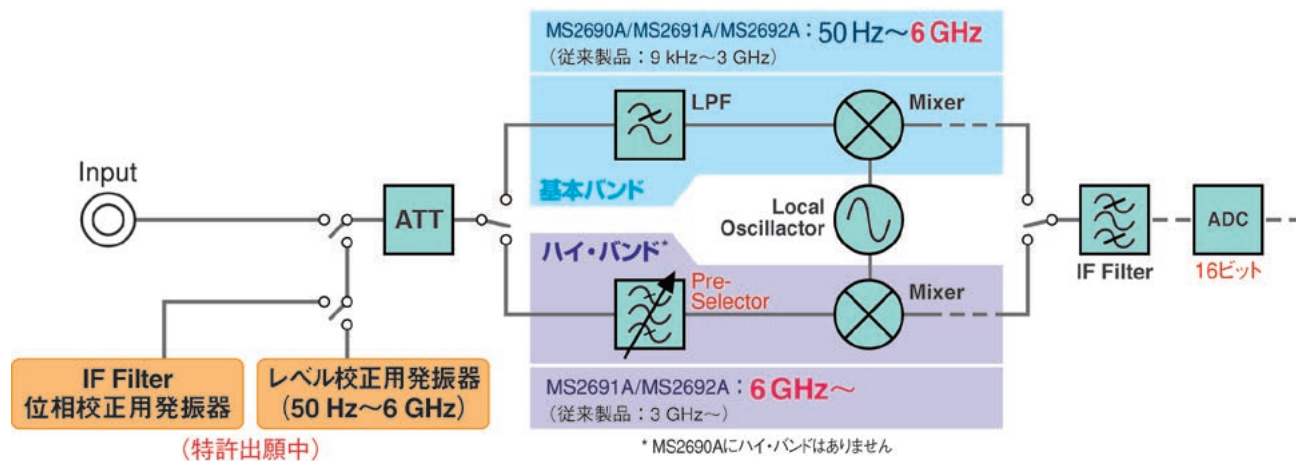 MS2690A/MS2691A/MS2692A：50 Hz～6 GHz
（従来製品：9 kHz～3 GHz）
LPF
Mixer
Input
基本バンド
ATT
Local
Oscillactor
ADC
ハイ・バンド*
IF Filter
16ビット
Pre-
Selector
Mixer
IF Filter
位相校正用発振器
レベル校正用発振器
(50 Hz～6 GHz)
MS2691A/MS2692A：6 GHz～
（従来製品：3 GHz～）
（特許出願中）
* MS2690Aにハイ・バンドはありません